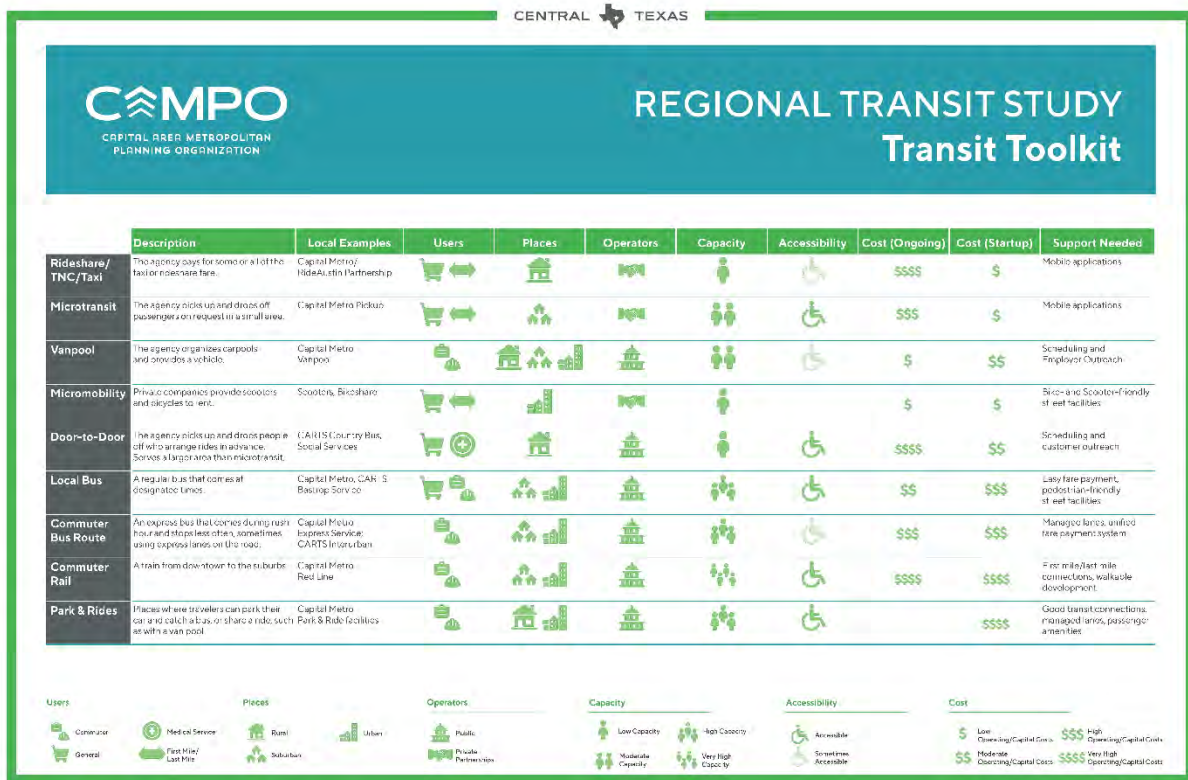 CENTRAL TEXAS
CAMPO
CAPITAL AREA METROPOLITAN
PLANNING ORGANIZATION
REGIONAL TRANSIT STUDY
Transit Toolkit
Description Local Examples Users Places Operators Capacity Accessibility Cost (Ongoing) Cost (Startup) Support Needed
Rideshare/
TNC/Taxi
The agency pays for some or all of the
taxi or rideshare fare.
Capital Metro/
RideAustin Partnership
$$$$ $
Mobile applications
Microtransit
The agency picks up and drops off
passengers on request in a small area.
Capital Metro Pickup
$$$ $
Mobile applications
Vanpool
The agency organizes carpools
and provides a vehicle.
Capital Metro
Vanpool
$ $$
Scheduling and
Employer Outreach
Micromobility
Private companies provide scooters
and bicycles to rent.
Scooters, Bikeshare
$ $
Bike- and Scooter-friendly
street facilities
Door-to-Door
The agency picks up and drops people
off who arrange rides in advance.
Serves a larger area than microtransit.
CARTS Country Bus,
Social Services
$$$$ $$
Scheduling and
customer outreach
Local Bus
A regular bus that comes at
designated times.
Capital Metro, CARTS
Bastrop Service
$$ $$$
Easy fare payment,
pedestrian-friendly
street facilities
Commuter
Bus Route
An express bus that comes during rush
hour and stops less often, sometimes
using express lanes on the road.
Capital Metro
Express Service;
CARTS Interurban
$$$ $$$
Managed lanes, unified
fare payment system
Commuter
Rail
A train from downtown to the suburbs
Capital Metro
Red Line
$$$$ $$$$
First mile/last mile
connections, walkable
development
Park & Rides
Places where travelers can park their
car and catch a bus, or share a ride, such
as with a van pool.
Capital Metro
Park & Ride facilities
$$$$
Good transit connections,
managed lanes, passenger
amenities
Users
Commuter
General
Medical Service
First Mile/
Last Mile
Places
Rural
Suburban
Urban
Operators
Public
Private
Partnerships
Capacity
Low Capacity
Moderate
Capacity
High Capacity
Very High
Capacity
Accessibility
Accessible
Sometimes
Accessible
Cost
$ Low
Operating/Capital Costs
$$ Moderate
Operating/Capital Costs
$$$ High
Operating/Capital Costs
$$$$ Very High
Operating/Capital Costs